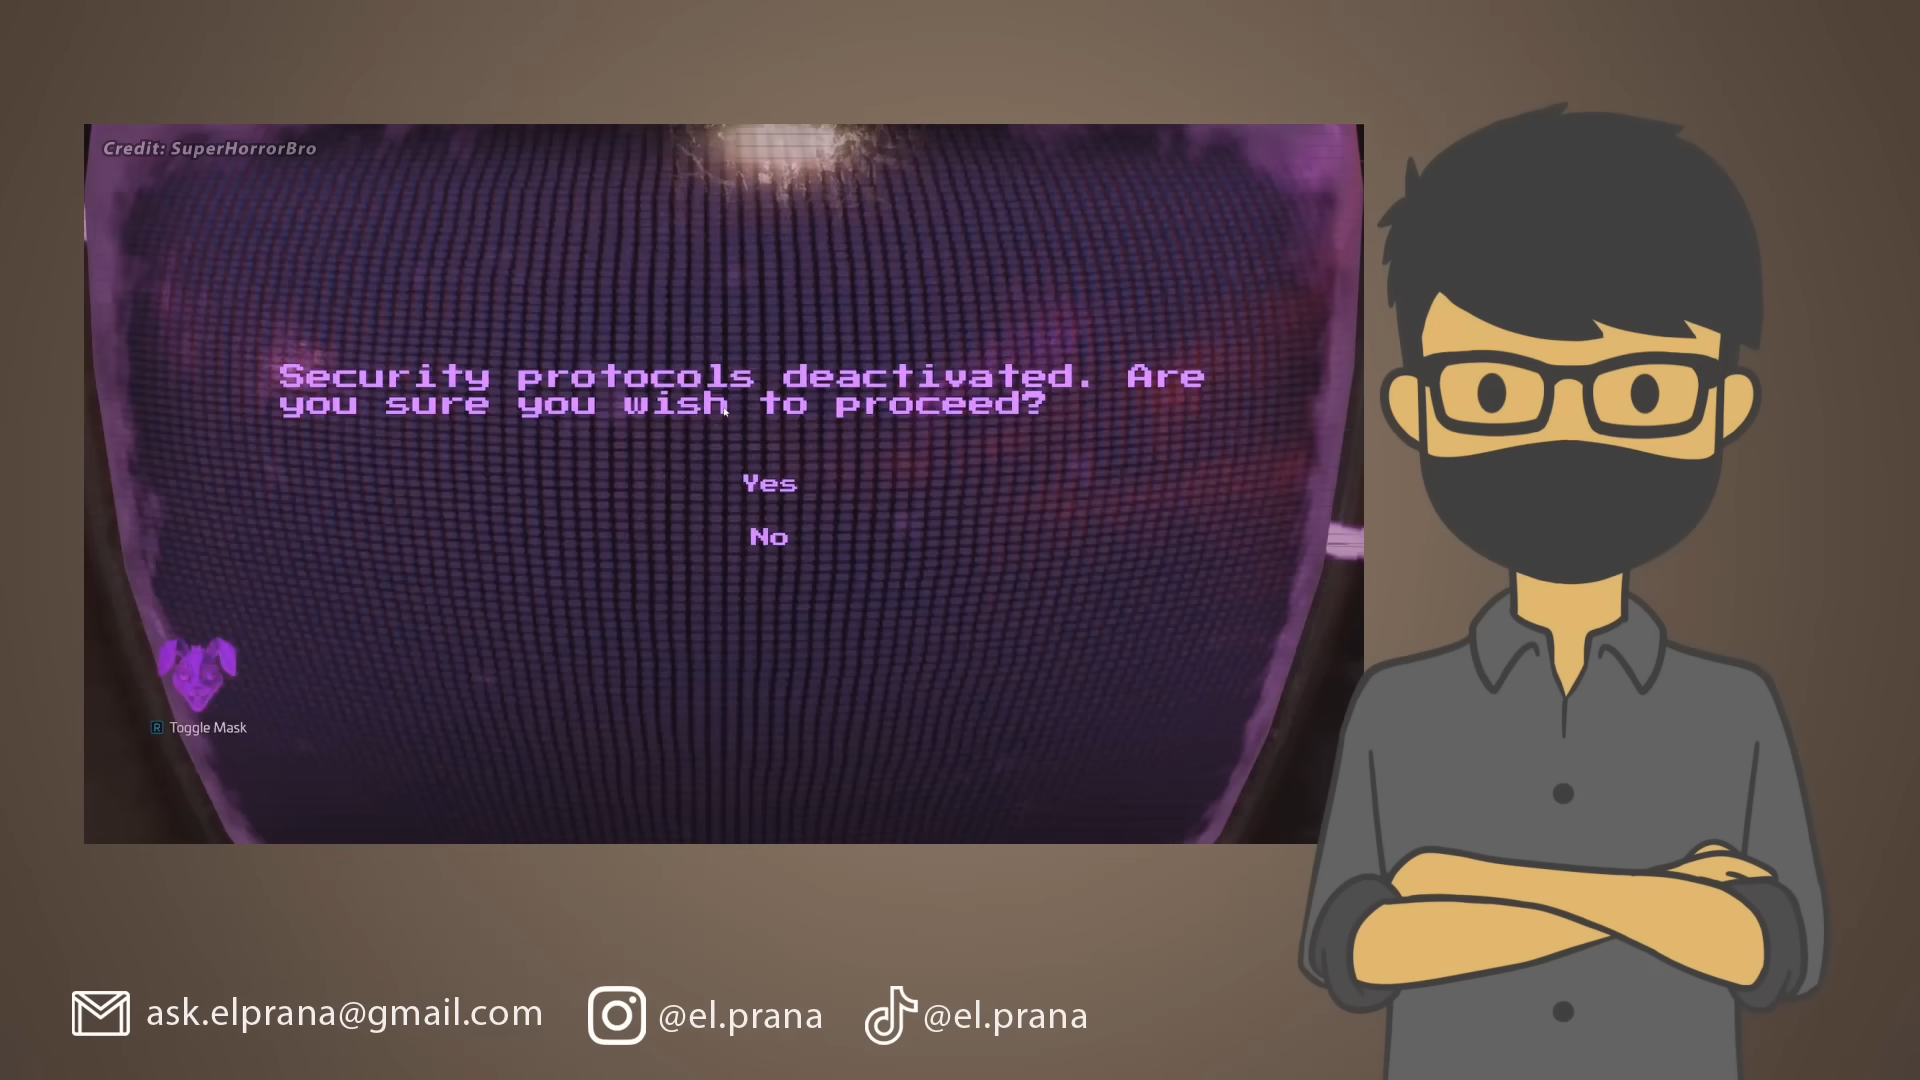 Credit: SuperHorrorBro
Security protocols deactivated. Are
you sure you wish to proceed?
Yes
No
R Toggle Mask
ask.elprana@gmail.com
@el.prana
@el.prana